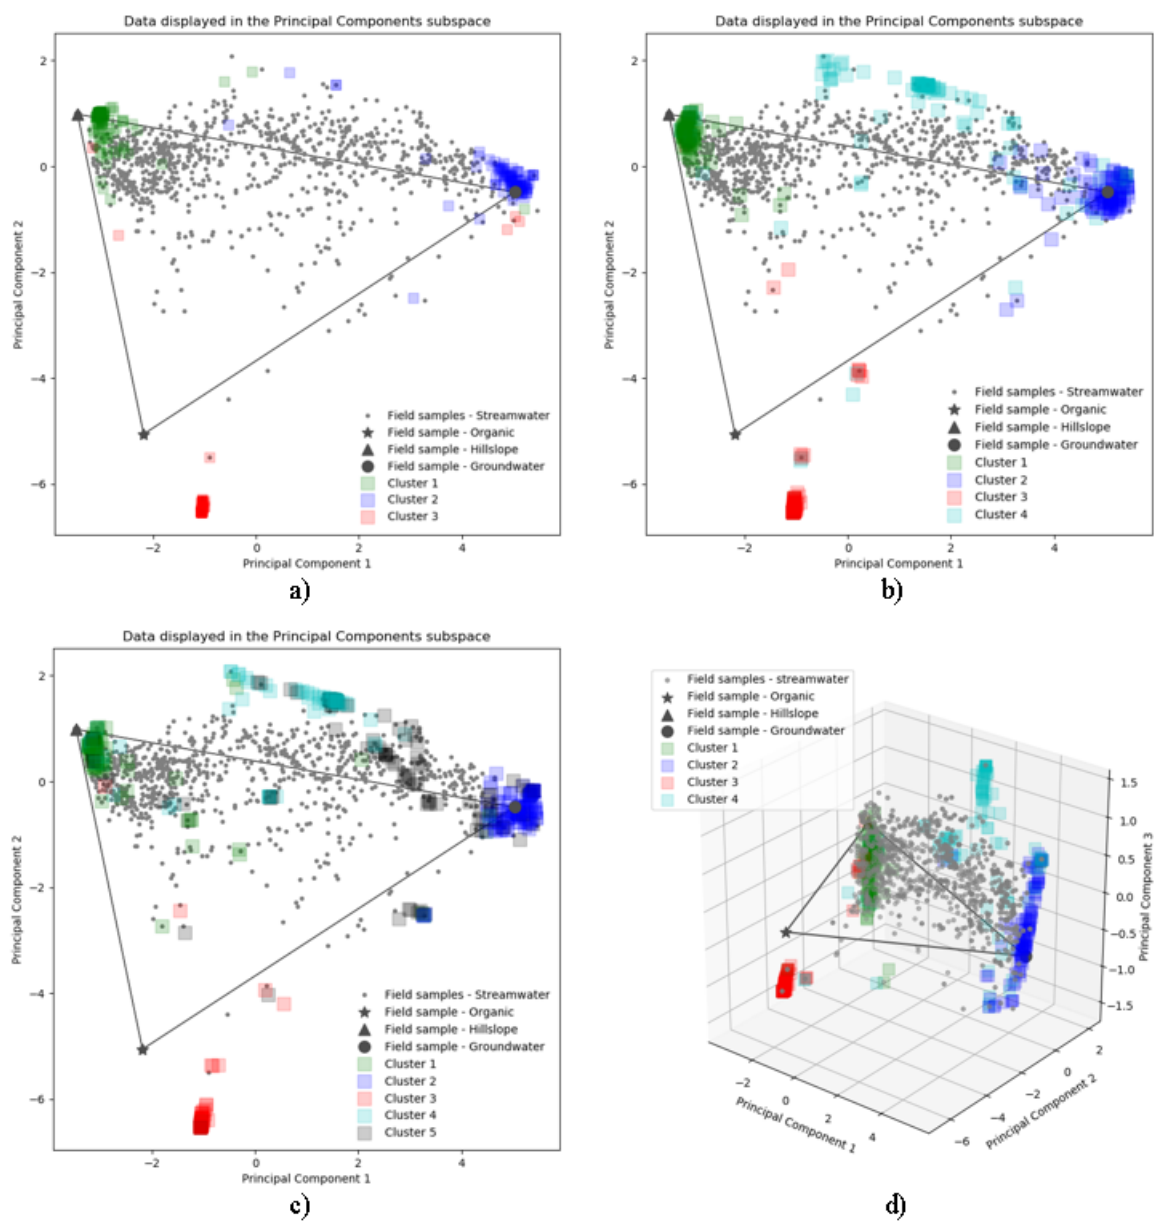 Data displayed in the Principal Components subspace
2
0
−2
−4
−6
Principal Component 2
Field samples - Streamwater
Field sample - Organic
Field sample - Hillslope
Field sample - Groundwater
Cluster 1
Cluster 2
Cluster 3
−2
0
2
4
Principal Component 1
a)
Data displayed in the Principal Components subspace
2
0
−2
−4
−6
Principal Component 2
Field samples - Streamwater
Field sample - Organic
Field sample - Hillslope
Field sample - Groundwater
Cluster 1
Cluster 2
Cluster 3
Cluster 4
−2
0
2
4
Principal Component 1
b)
Data displayed in the Principal Components subspace
2
0
−2
−4
−6
Principal Component 2
Field samples - Streamwater
Field sample - Organic
Field sample - Hillslope
Field sample - Groundwater
Cluster 1
Cluster 2
Cluster 3
Cluster 4
Cluster 5
−2
0
2
4
Principal Component 1
c)
Field samples - streamwater
Field sample - Organic
Field sample - Hillslope
Field sample - Groundwater
Cluster 1
Cluster 2
Cluster 3
Cluster 4
1.5
1.0
0.5
0.0
−0.5
−1.0
−1.5
Principal Component 3
2
0
−2
−4
−6
Principal Component 2
−2
0
2
4
Principal Component 1
d)